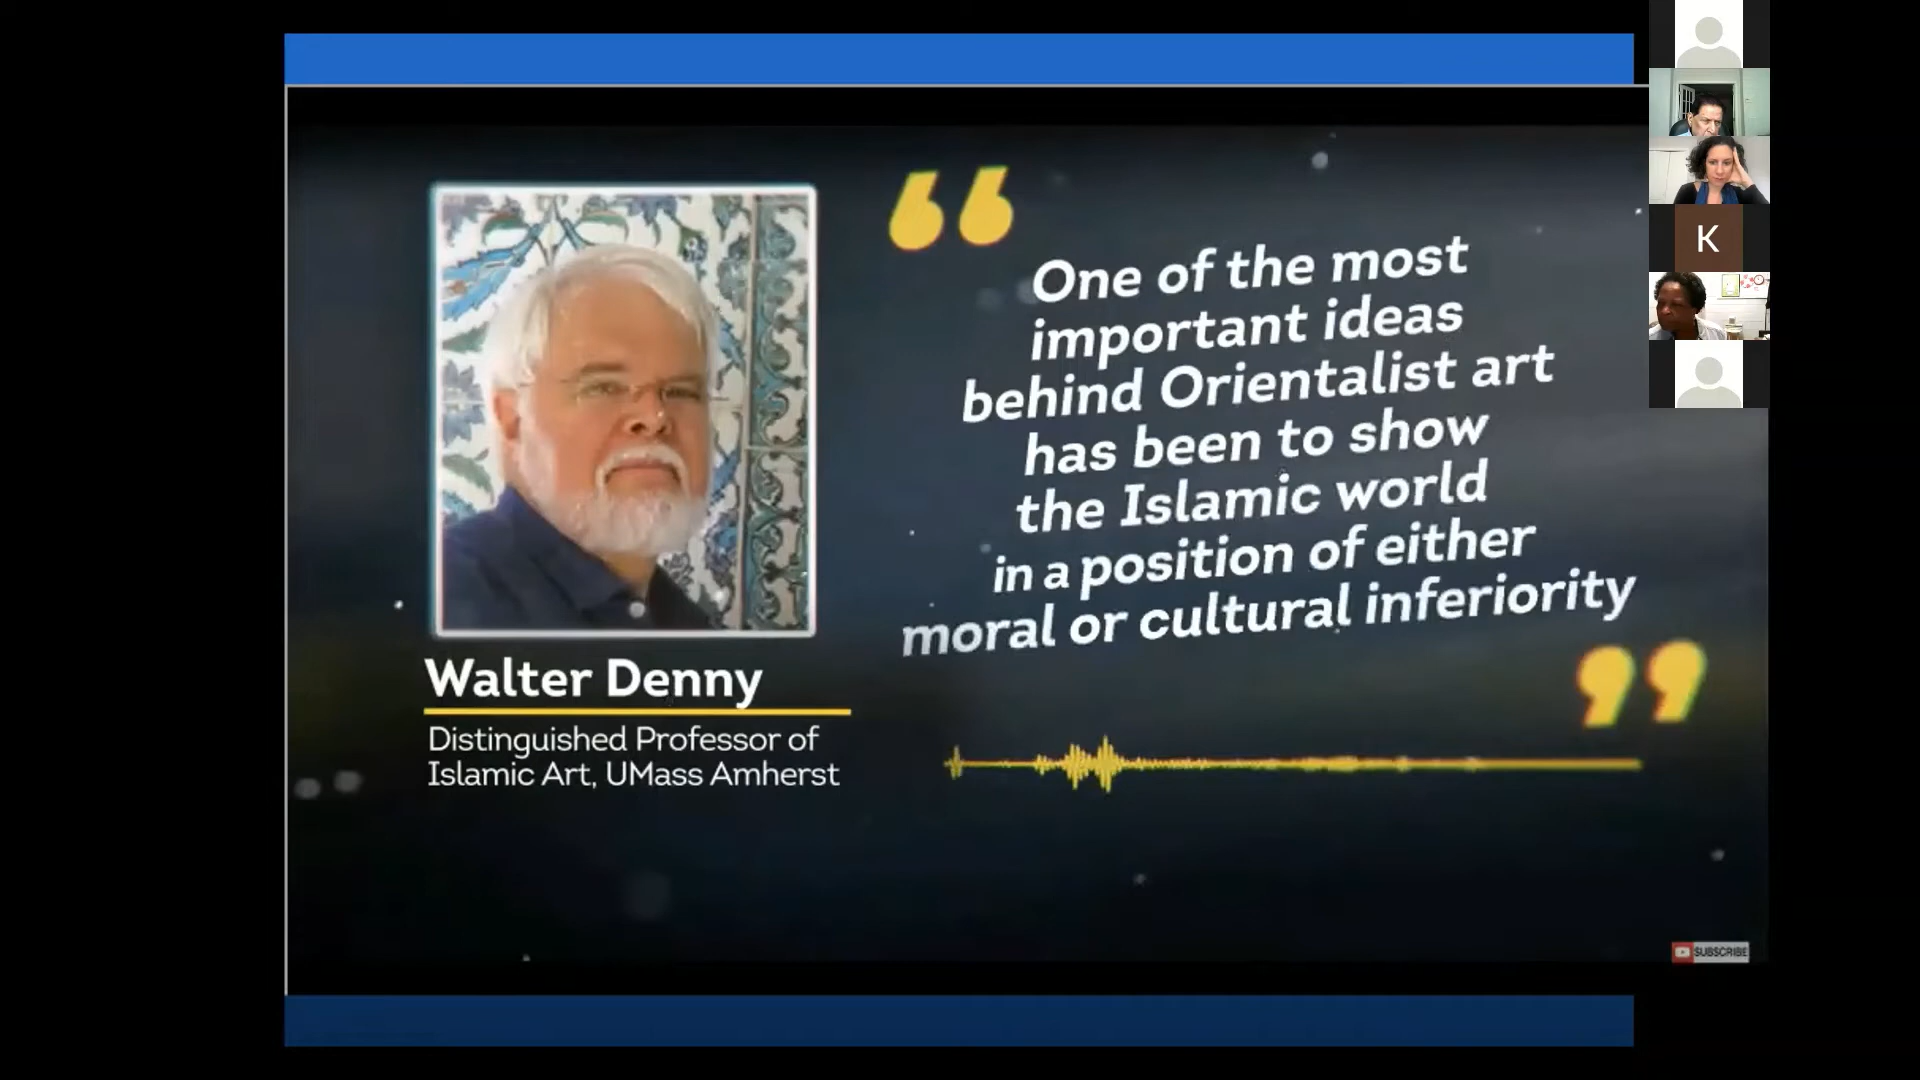 One of the most
important ideas
behind Orientalist art
has been to show
the Islamic world
in a position of either
moral or cultural inferiority
Walter Denny
Distinguished Professor of
Islamic Art, UMass Amherst
K
SUBSCRIBE